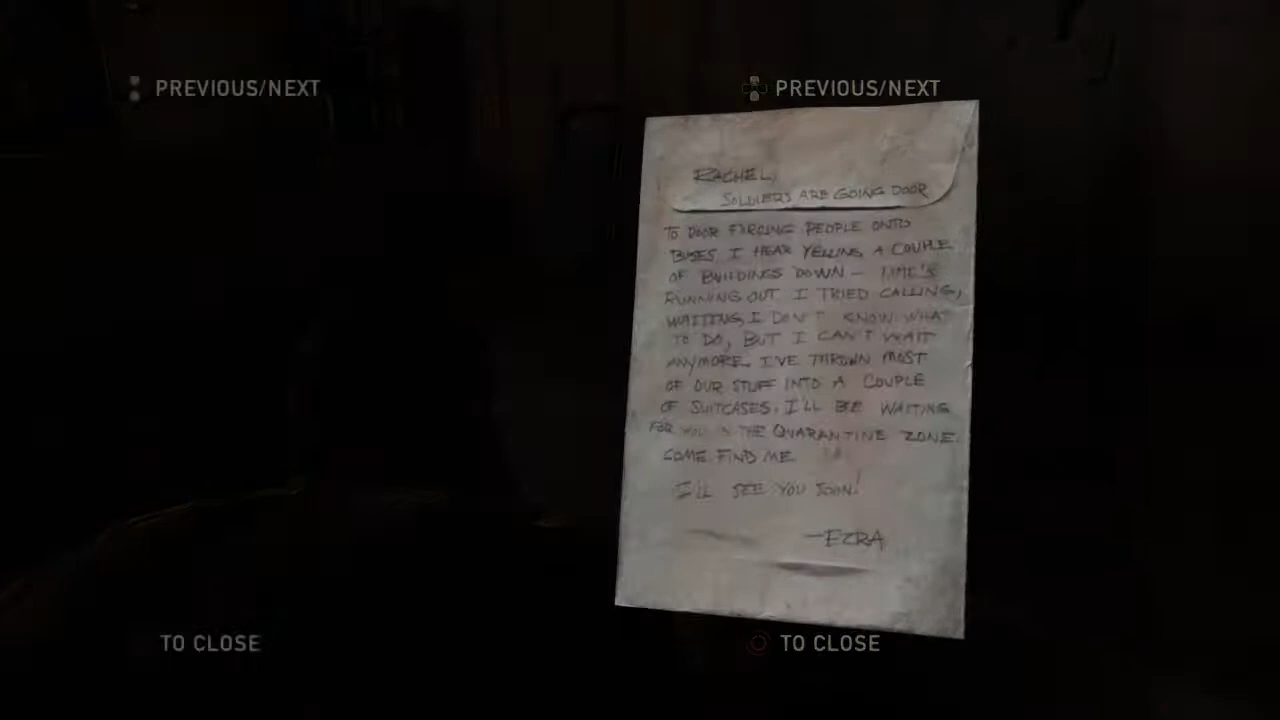 PREVIOUS/NEXT
PREVIOUS/NEXT
RACHEL,
SOLDIERS ARE GOING DOOR
TO DOOR FORCING PEOPLE ONTO
BUSES. I HEAR YELLING A COUPLE
OF BUILDINGS DOWN — TIME'S
RUNNING OUT. I TRIED CALLING,
WAITING, I DON'T KNOW WHAT
TO DO, BUT I CAN'T WAIT
ANYMORE. I'VE THROWN MOST
OF OUR STUFF INTO A COUPLE
OF SUITCASES. I'LL BE WAITING
FOR YOU IN THE QUARANTINE ZONE.
COME FIND ME
I'LL SEE YOU SOON!
—EZRA
TO CLOSE
TO CLOSE